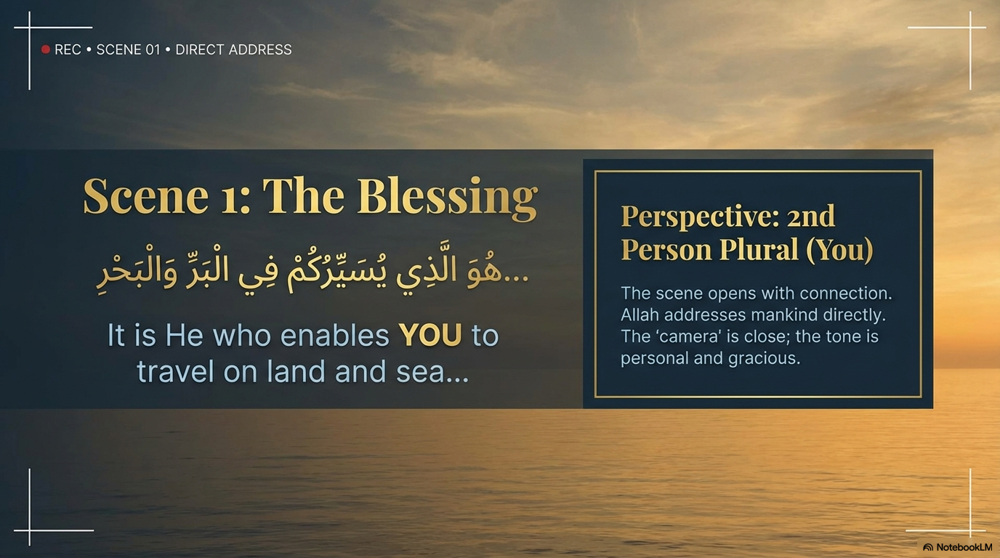 REC • SCENE 01 • DIRECT ADDRESS
Scene 1: The Blessing
هُوَ الَّذِي يُسَيِّرُكُمْ فِي الْبَرِّ وَالْبَحْرِ...
It is He who enables YOU to
travel on land and sea...
Perspective: 2nd
Person Plural (You)
The scene opens with connection.
Allah addresses mankind directly.
The ‘camera’ is close; the tone is
personal and gracious.
NotebookLM